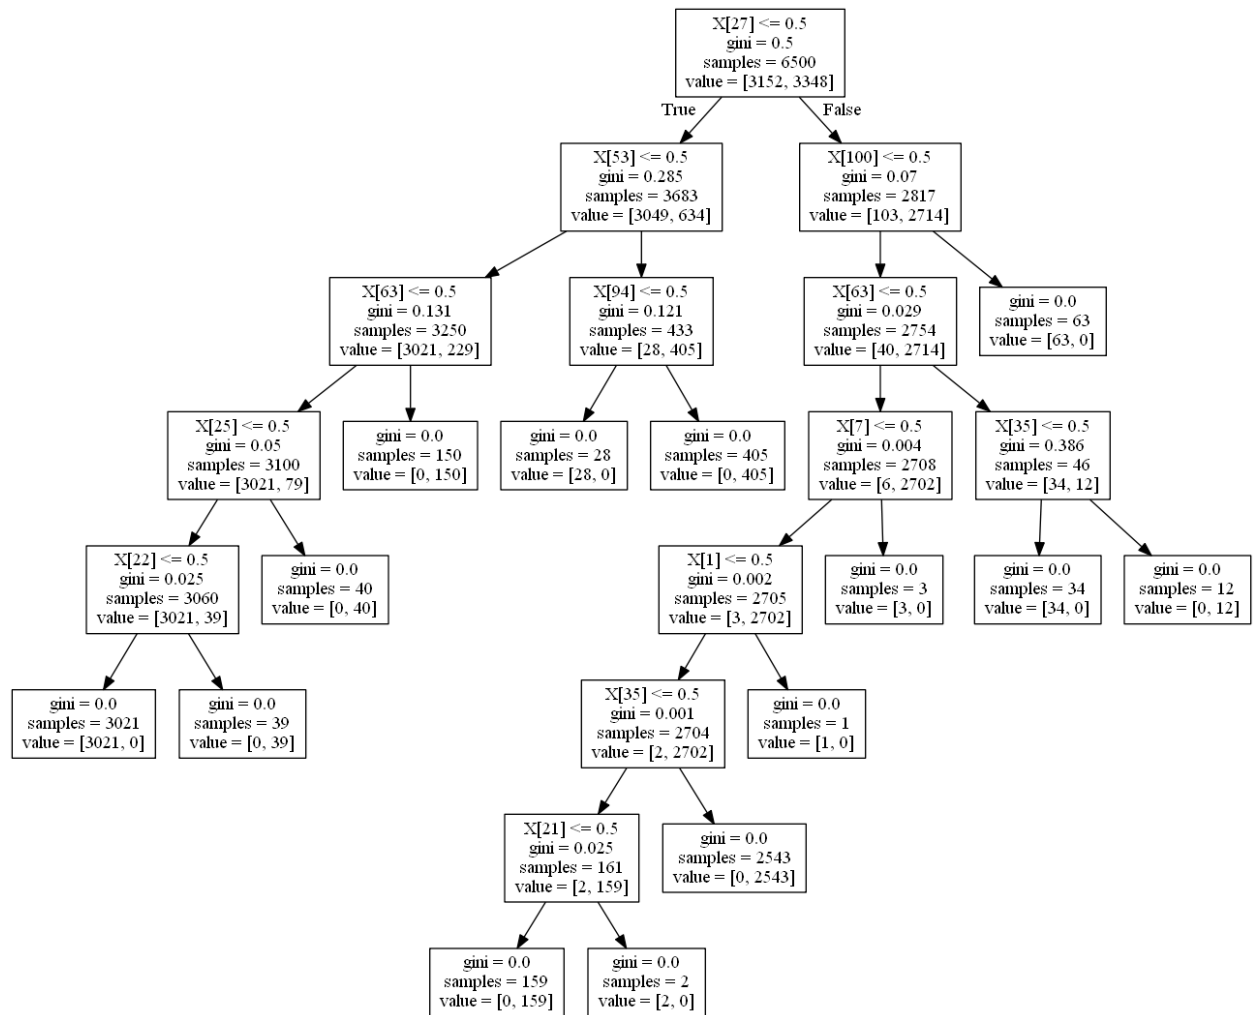 X[27] <= 0.5
gini = 0.5
samples = 6500
value = [3152, 3348]
True
False
X[53] <= 0.5
gini = 0.285
samples = 3683
value = [3049, 634]
X[100] <= 0.5
gini = 0.07
samples = 2817
value = [103, 2714]
X[63] <= 0.5
gini = 0.131
samples = 3250
value = [3021, 229]
X[94] <= 0.5
gini = 0.121
samples = 433
value = [28, 405]
X[63] <= 0.5
gini = 0.029
samples = 2754
value = [40, 2714]
gini = 0.0
samples = 63
value = [63, 0]
X[25] <= 0.5
gini = 0.05
samples = 3100
value = [3021, 79]
gini = 0.0
samples = 150
value = [0, 150]
gini = 0.0
samples = 28
value = [28, 0]
gini = 0.0
samples = 405
value = [0, 405]
X[7] <= 0.5
gini = 0.004
samples = 2708
value = [6, 2702]
X[35] <= 0.5
gini = 0.386
samples = 46
value = [34, 12]
X[22] <= 0.5
gini = 0.025
samples = 3060
value = [3021, 39]
gini = 0.0
samples = 40
value = [0, 40]
X[1] <= 0.5
gini = 0.002
samples = 2705
value = [3, 2702]
gini = 0.0
samples = 3
value = [3, 0]
gini = 0.0
samples = 34
value = [34, 0]
gini = 0.0
samples = 12
value = [0, 12]
gini = 0.0
samples = 3021
value = [3021, 0]
gini = 0.0
samples = 39
value = [0, 39]
X[35] <= 0.5
gini = 0.001
samples = 2704
value = [2, 2702]
gini = 0.0
samples = 1
value = [1, 0]
X[21] <= 0.5
gini = 0.025
samples = 161
value = [2, 159]
gini = 0.0
samples = 2543
value = [0, 2543]
gini = 0.0
samples = 159
value = [0, 159]
gini = 0.0
samples = 2
value = [2, 0]